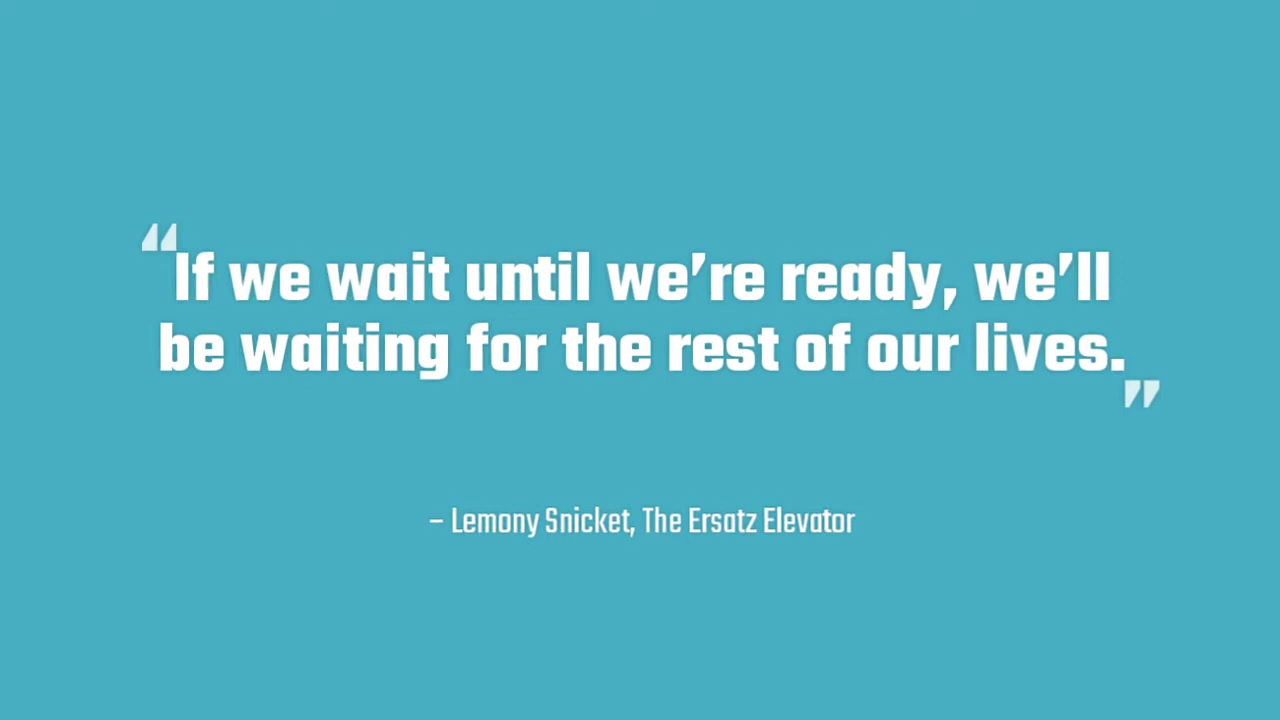 “If we wait until we’re ready, we’ll
be waiting for the rest of our lives.”
– Lemony Snicket, The Ersatz Elevator